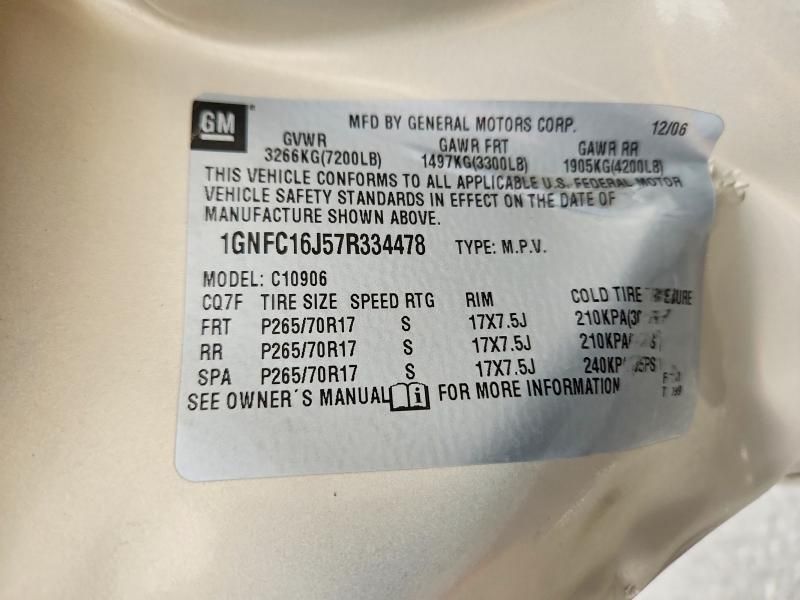 GM MFD BY GENERAL MOTORS CORP. 12/06
GVWR GAWR FRT GAWR RR
3266KG(7200LB) 1497KG(3300LB) 1905KG(4200LB)
THIS VEHICLE CONFORMS TO ALL APPLICABLE U.S. FEDERAL MOTOR
VEHICLE SAFETY STANDARDS IN EFFECT ON THE DATE OF
MANUFACTURE SHOWN ABOVE.
1GNFC16J57R334478 TYPE: M.P.V.
MODEL: C10906
CQ7F TIRE SIZE SPEED RTG RIM COLD TIRE
FRT P265/70R17 S 17X7.5J 210KPA
RR P265/70R17 S 17X7.5J 210KPA
SPA P265/70R17 S 17X7.5J 240KP
SEE OWNER'S MANUAL FOR MORE INFORMATION